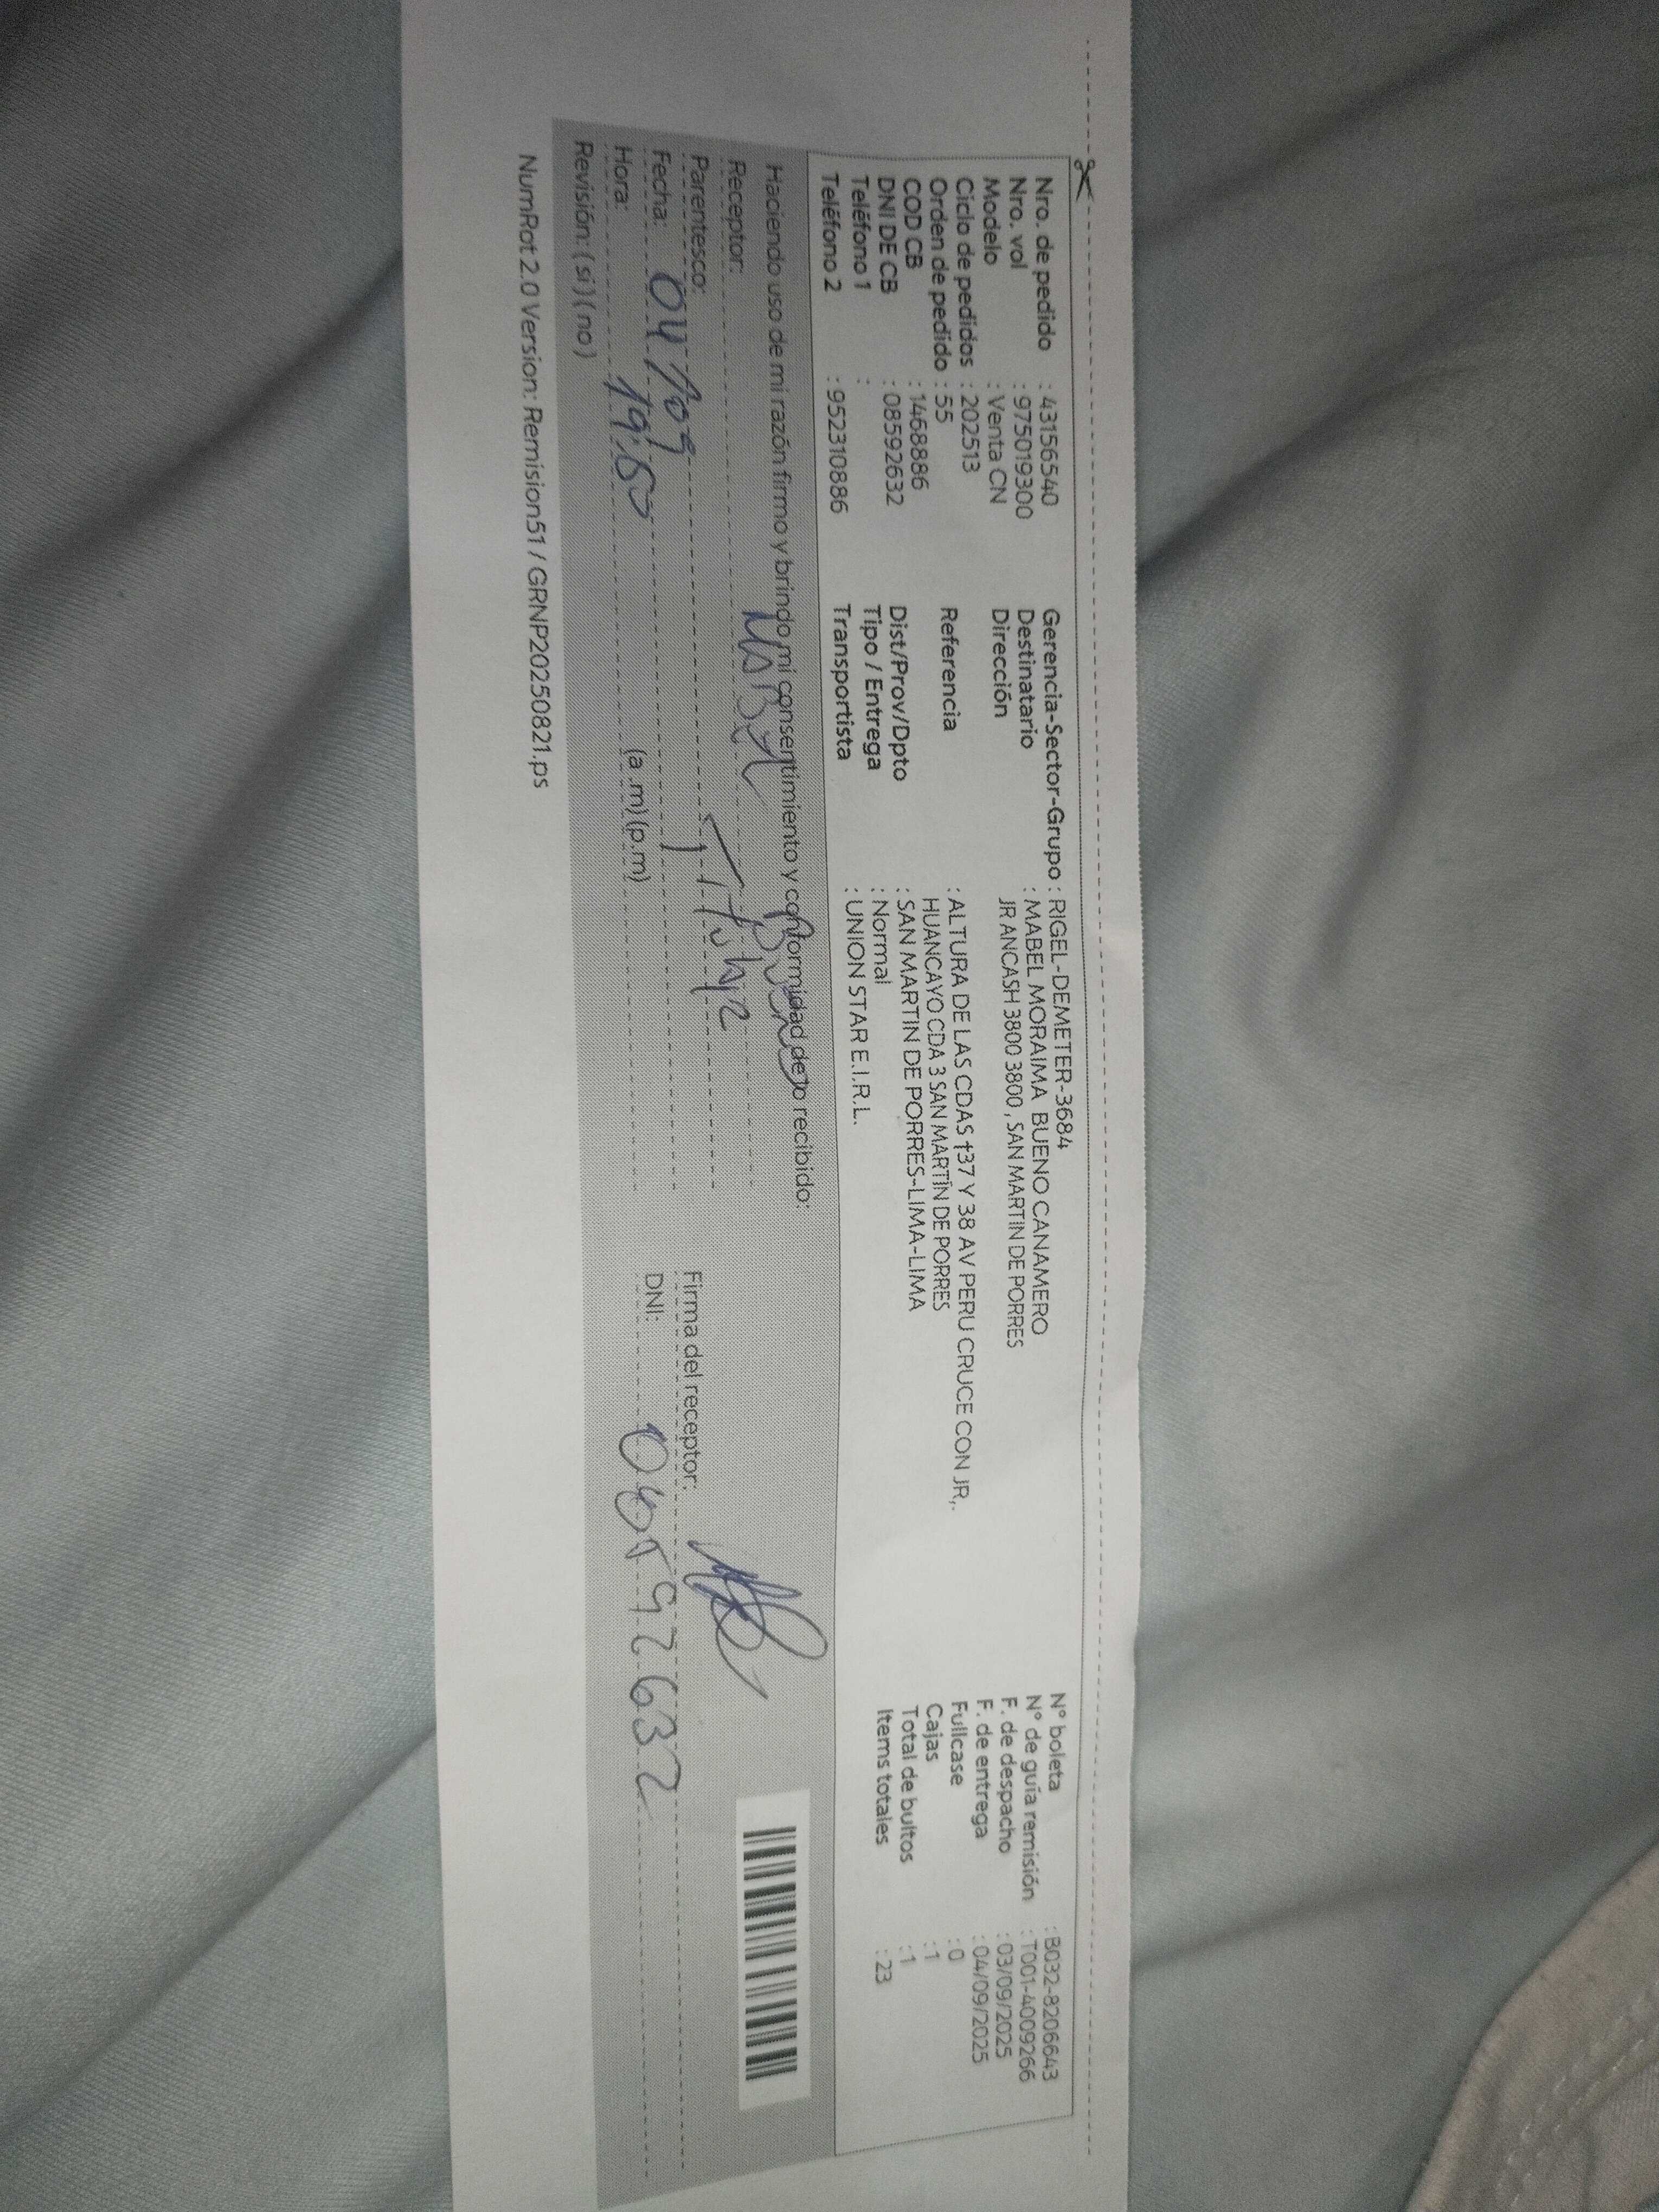 Nro. de pedido : 43156540
Nro. vol : 975019300
Modelo : Venta CN
Ciclo de pedidos : 202513
Orden de pedido : 55
COD CB : 1468886
DNI DE CB : 08592632
Teléfono 1 :
Teléfono 2 : 952310886
Gerencia-Sector-Grupo : RIGEL-DEMETER-3684
Destinatario : MABEL MORAIMA BUENO CANAMERO
Dirección JR ANCASH 3800 3800 , SAN MARTIN DE PORRES
Referencia : ALTURA DE LAS CDAS †37 Y 38 AV PERU CRUCE CON JR,.
HUANCAYO CDA 3 SAN MARTÍN DE PORRES
Dist/Prov/Dpto : SAN MARTIN DE PORRES-LIMA-LIMA
Tipo / Entrega : Normal
Transportista : UNION STAR E.I.R.L.
N° boleta : B032-8206643
N° de guía remisión : T001-4009266
F. de despacho : 03/09/2025
F. de entrega : 04/09/2025
Fullcase : 0
Cajas : 1
Total de bultos : 1
Items totales : 23
Haciendo uso de mi razón firmo y brindo mi consentimiento y conformidad de lo recibido:
Receptor: Bueno
Parentesco: Titular
Fecha: 04/09
Hora: (a.m) (p.m)
Revisión: ( si ) ( no )
Firma del receptor:
DNI: 08592632
NumRot 2.0 Version: Remision51 / GRNP20250821.ps